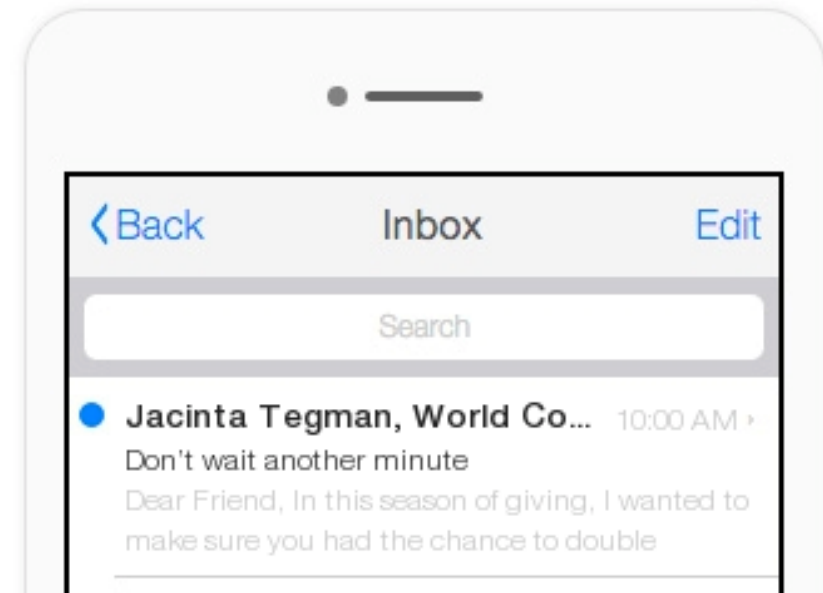 Back Inbox Edit
Search
Jacinta Tegman, World Co... 10:00 AM
Don't wait another minute
Dear Friend, In this season of giving, I wanted to
make sure you had the chance to double